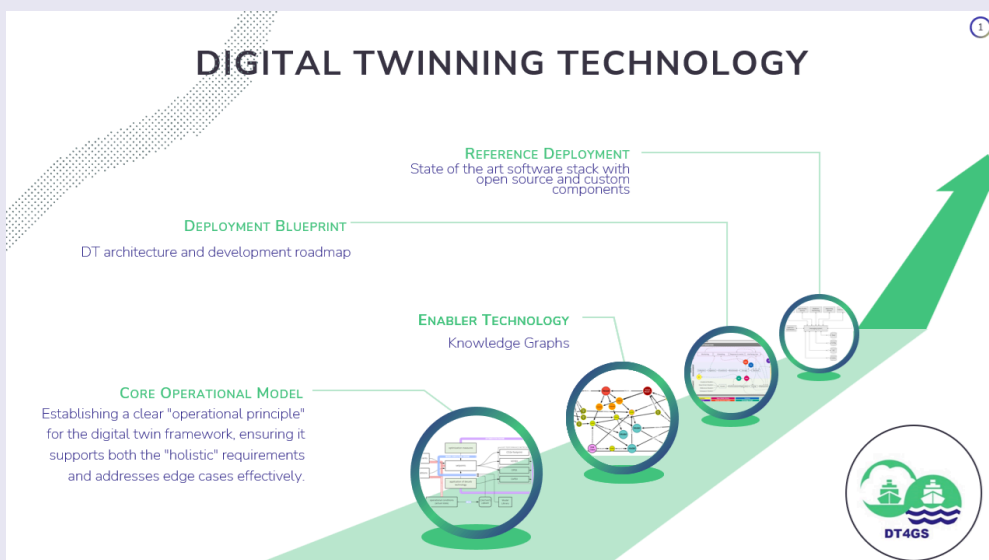 1
DIGITAL TWINNING TECHNOLOGY
REFERENCE DEPLOYMENT
State of the art software stack with
open source and custom
components
DEPLOYMENT BLUEPRINT
DT architecture and development roadmap
ENABLER TECHNOLOGY
Knowledge Graphs
CORE OPERATIONAL MODEL
Establishing a clear "operational principle"
for the digital twin framework, ensuring it
supports both the "holistic" requirements
and addresses edge cases effectively.
DT4GS